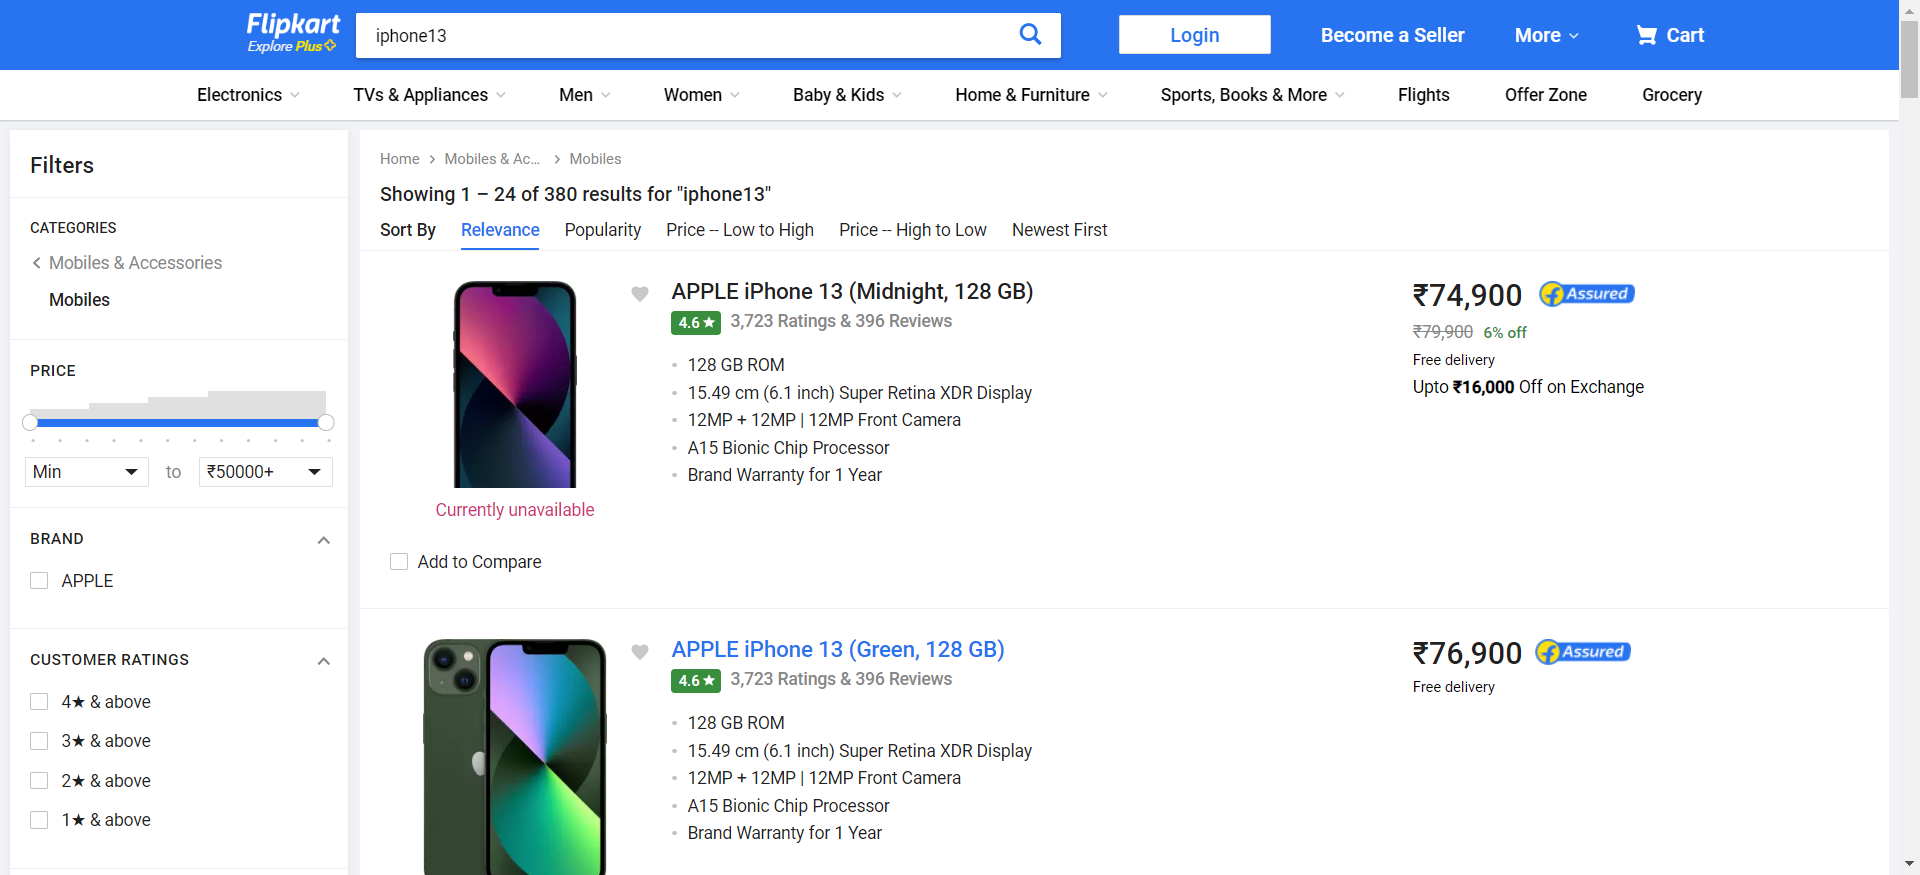 Flipkart
Explore Plus
iphone13
Login
Become a Seller
More
Cart
Electronics
TVs & Appliances
Men
Women
Baby & Kids
Home & Furniture
Sports, Books & More
Flights
Offer Zone
Grocery
Filters
CATEGORIES
Mobiles & Accessories
Mobiles
PRICE
Min
to
₹50000+
BRAND
APPLE
CUSTOMER RATINGS
4★ & above
3★ & above
2★ & above
1★ & above
Home
Mobiles & Ac...
Mobiles
Showing 1 – 24 of 380 results for "iphone13"
Sort By
Relevance
Popularity
Price -- Low to High
Price -- High to Low
Newest First
APPLE iPhone 13 (Midnight, 128 GB)
4.6★ 3,723 Ratings & 396 Reviews
128 GB ROM
15.49 cm (6.1 inch) Super Retina XDR Display
12MP + 12MP | 12MP Front Camera
A15 Bionic Chip Processor
Brand Warranty for 1 Year
Currently unavailable
Add to Compare
₹74,900
Assured
₹79,900 6% off
Free delivery
Upto ₹16,000 Off on Exchange
APPLE iPhone 13 (Green, 128 GB)
4.6★ 3,723 Ratings & 396 Reviews
128 GB ROM
15.49 cm (6.1 inch) Super Retina XDR Display
12MP + 12MP | 12MP Front Camera
A15 Bionic Chip Processor
Brand Warranty for 1 Year
₹76,900
Assured
Free delivery